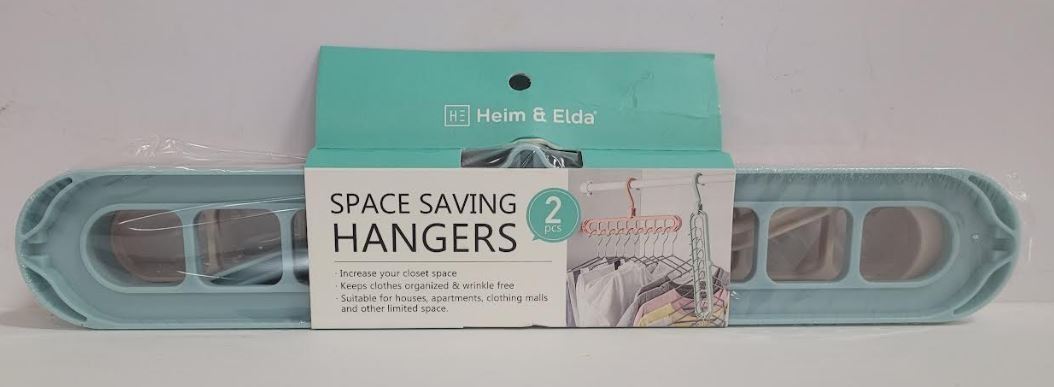 HE Heim & Elda
SPACE SAVING
HANGERS
2
pcs
· Increase your closet space
· Keeps clothes organized & wrinkle free
· Suitable for houses, apartments, clothing malls
and other limited space.